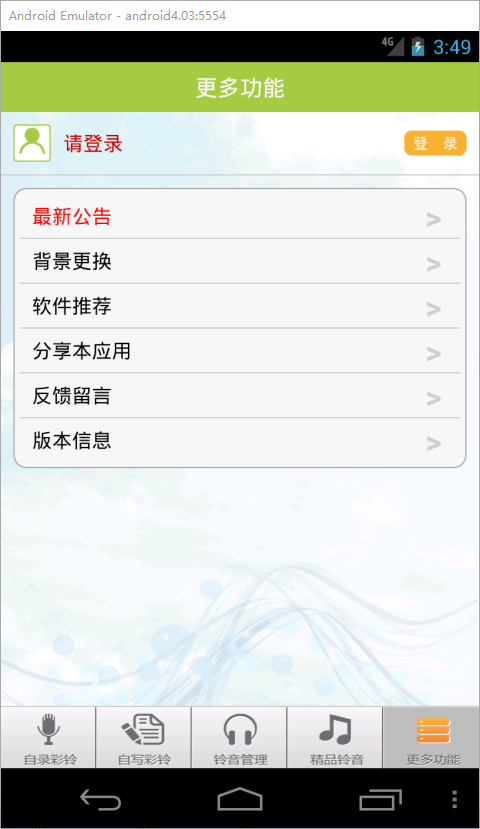 Android Emulator - android4.03:5554
4G 3:49
更多功能
请登录 登 录
最新公告 >
背景更换 >
软件推荐 >
分享本应用 >
反馈留言 >
版本信息 >
自录彩铃 自写彩铃 铃音管理 精品铃音 更多功能